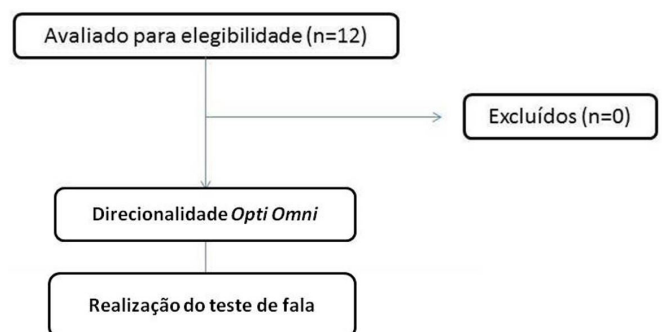 Avaliado para elegibilidade (n=12)
Excluídos (n=0)
Direcionalidade Opti Omni
Realização do teste de fala